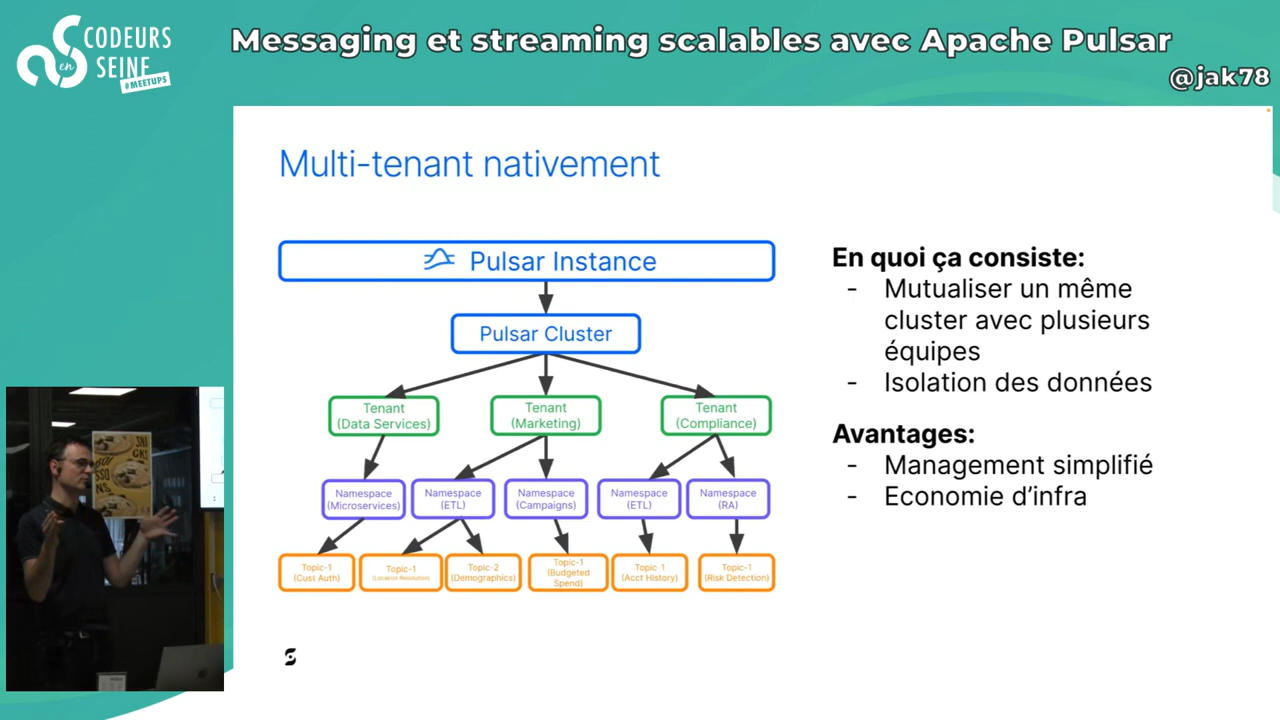 CODEURS
en SEINE
#MEETUPS
Messaging et streaming scalables avec Apache Pulsar
@jak78
Multi-tenant nativement
Pulsar Instance
Pulsar Cluster
Tenant
(Data Services)
Tenant
(Marketing)
Tenant
(Compliance)
Namespace
(Microservices)
Namespace
(ETL)
Namespace
(Campaigns)
Namespace
(ETL)
Namespace
(RA)
Topic-1
(Cust Auth)
Topic-1
(Location Resolution)
Topic-2
(Demographics)
Topic-1
(Budgeted
Spend)
Topic-1
(Acct History)
Topic-1
(Risk Detection)
En quoi ça consiste:
- Mutualiser un même
cluster avec plusieurs
équipes
- Isolation des données
Avantages:
- Management simplifié
- Economie d'infra